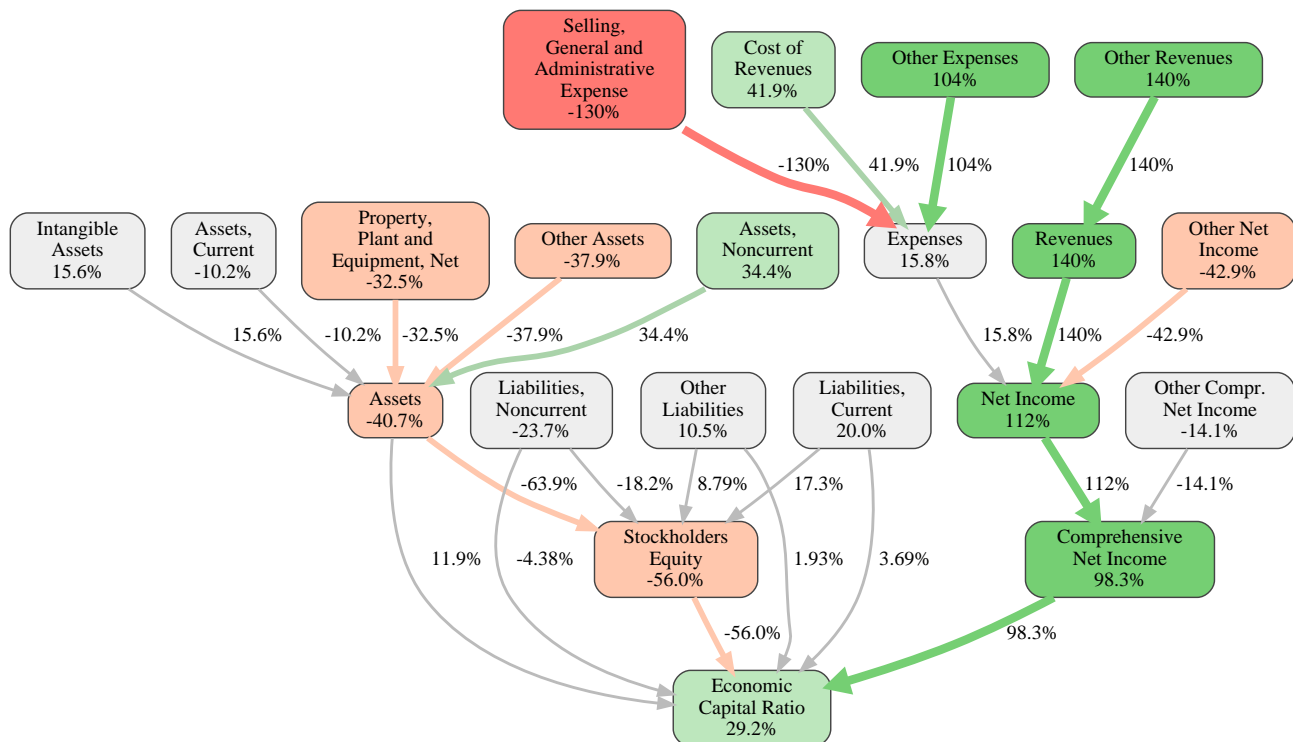 Selling,
General and
Administrative
Expense
-130%
Cost of
Revenues
41.9%
Other Expenses
104%
Other Revenues
140%
-130%
41.9%
104%
140%
Intangible
Assets
15.6%
Assets,
Current
-10.2%
Property,
Plant and
Equipment, Net
-32.5%
Other Assets
-37.9%
Assets,
Noncurrent
34.4%
Expenses
15.8%
Revenues
140%
Other Net
Income
-42.9%
15.6%
-10.2%
-32.5%
-37.9%
34.4%
15.8%
140%
-42.9%
Assets
-40.7%
Liabilities,
Noncurrent
-23.7%
Other
Liabilities
10.5%
Liabilities,
Current
20.0%
Net Income
112%
Other Compr.
Net Income
-14.1%
-63.9%
-18.2%
8.79%
17.3%
112%
-14.1%
11.9%
-4.38%
Stockholders
Equity
-56.0%
1.93%
3.69%
Comprehensive
Net Income
98.3%
-56.0%
98.3%
Economic
Capital Ratio
29.2%